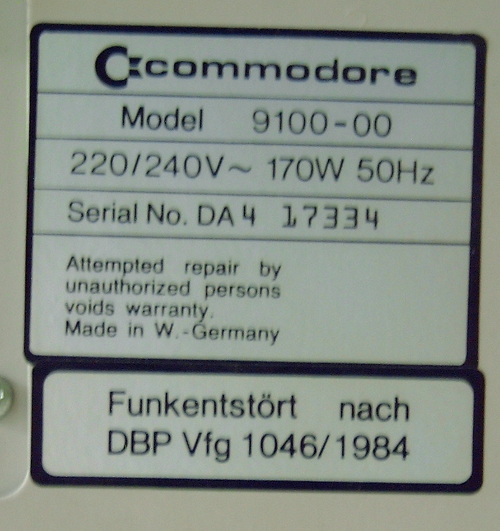 commodore
Model 9100-00
220/240V~ 170W 50Hz
Serial No. DA4 17334
Attempted repair by
unauthorized persons
voids warranty.
Made in W.-Germany
Funkentstört nach
DBP Vfg 1046/1984